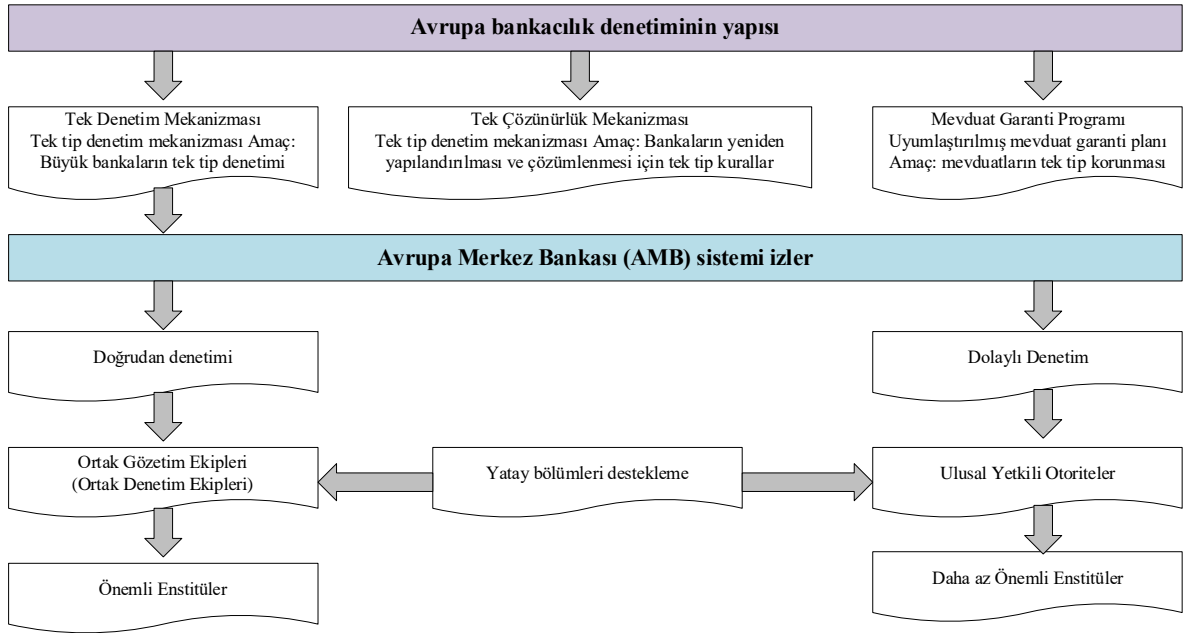 Avrupa bankacılık denetiminin yapısı
Tek Denetim Mekanizması
Tek tip denetim mekanizması Amaç:
Büyük bankaların tek tip denetimi
Tek Çözünürlük Mekanizması
Tek tip denetim mekanizması Amaç: Bankaların yeniden
yapılandırılması ve çözümlenmesi için tek tip kurallar
Mevduat Garanti Programı
Uyumlaştırılmış mevduat garanti planı
Amaç: mevduatların tek tip korunması
Avrupa Merkez Bankası (AMB) sistemi izler
Doğrudan denetimi
Dolaylı Denetim
Ortak Gözetim Ekipleri
(Ortak Denetim Ekipleri)
Yatay bölümleri destekleme
Ulusal Yetkili Otoriteler
Önemli Enstitüler
Daha az Önemli Enstitüler